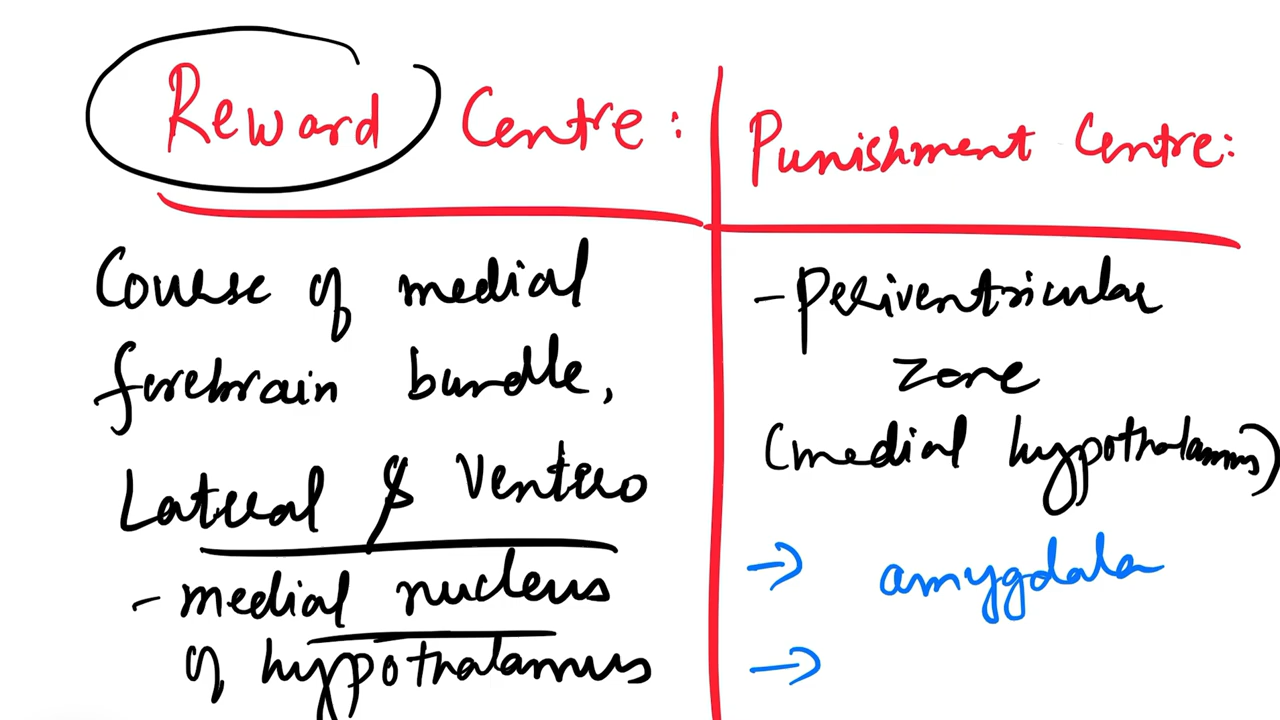 Reward Centre:
Course of medial
forebrain bundle,
Lateral & Ventro
- medial nucleus
of hypothalamus
Punishment Centre:
- Periventricular
zone
(medial hypothalamus)
→ amygdala
→